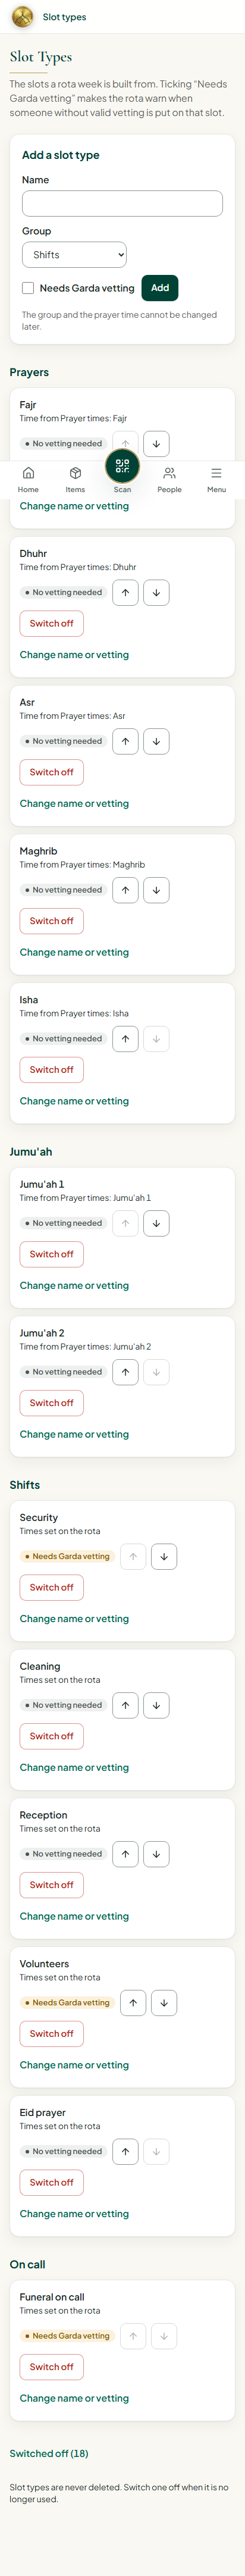 Slot types
Slot Types
The slots a rota week is built from. Ticking “Needs
Garda vetting” makes the rota warn when
someone without valid vetting is put on that slot.
Add a slot type
Name
Group
Shifts
Needs Garda vetting
Add
The group and the prayer time cannot be changed
later.
Prayers
Fajr
Time from Prayer times: Fajr
No vetting needed
Home
Items
Scan
People
Menu
Change name or vetting
Dhuhr
Time from Prayer times: Dhuhr
No vetting needed
Switch off
Change name or vetting
Asr
Time from Prayer times: Asr
No vetting needed
Switch off
Change name or vetting
Maghrib
Time from Prayer times: Maghrib
No vetting needed
Switch off
Change name or vetting
Isha
Time from Prayer times: Isha
No vetting needed
Switch off
Change name or vetting
Jumu'ah
Jumu'ah 1
Time from Prayer times: Jumu'ah 1
No vetting needed
Switch off
Change name or vetting
Jumu'ah 2
Time from Prayer times: Jumu'ah 2
No vetting needed
Switch off
Change name or vetting
Shifts
Security
Times set on the rota
Needs Garda vetting
Switch off
Change name or vetting
Cleaning
Times set on the rota
No vetting needed
Switch off
Change name or vetting
Reception
Times set on the rota
No vetting needed
Switch off
Change name or vetting
Volunteers
Times set on the rota
Needs Garda vetting
Switch off
Change name or vetting
Eid prayer
Times set on the rota
No vetting needed
Switch off
Change name or vetting
On call
Funeral on call
Times set on the rota
Needs Garda vetting
Switch off
Change name or vetting
Switched off (18)
Slot types are never deleted. Switch one off when it is no
longer used.